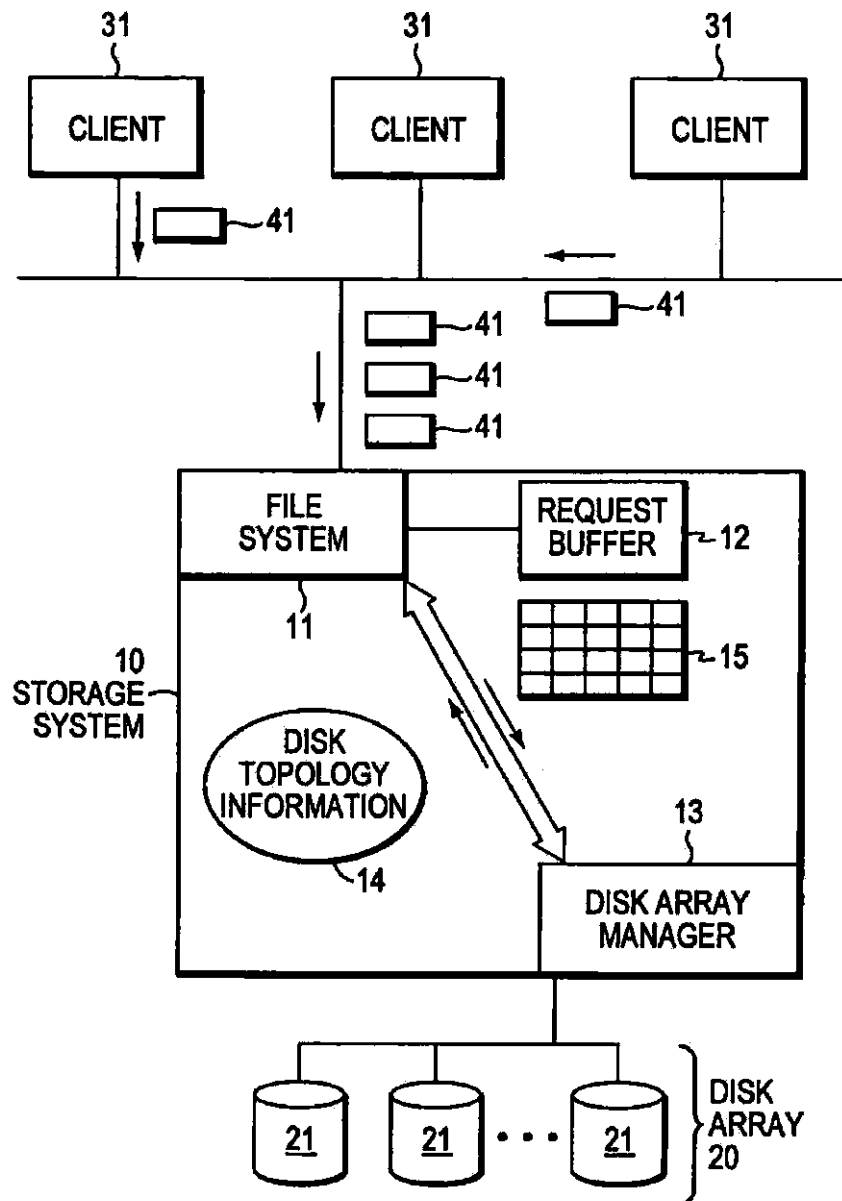 31
31
31
CLIENT
CLIENT
CLIENT
41
41
41
41
41
FILE
SYSTEM
REQUEST
BUFFER
12
11
15
10
STORAGE
SYSTEM
DISK
TOPOLOGY
INFORMATION
14
13
DISK ARRAY
MANAGER
21
21
21
DISK
ARRAY
20